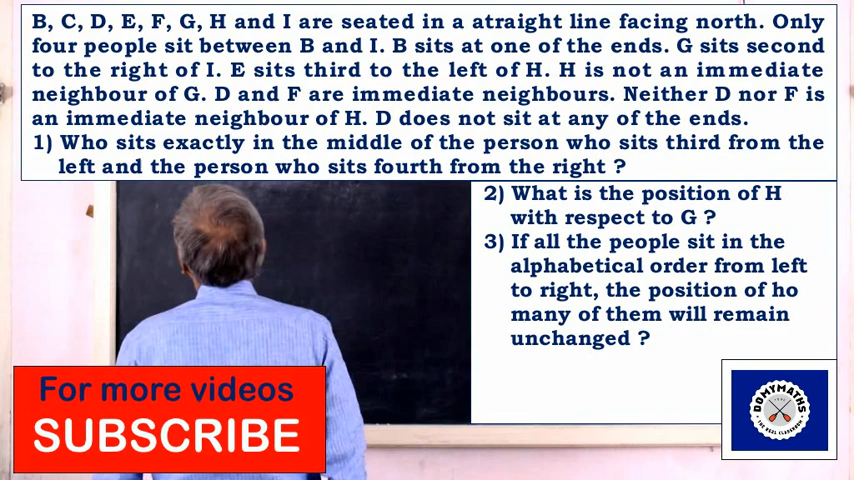 B, C, D, E, F, G, H and I are seated in a atraight line facing north. Only
four people sit between B and I. B sits at one of the ends. G sits second
to the right of I. E sits third to the left of H. H is not an immediate
neighbour of G. D and F are immediate neighbours. Neither D nor F is
an immediate neighbour of H. D does not sit at any of the ends.
1) Who sits exactly in the middle of the person who sits third from the
left and the person who sits fourth from the right ?
2) What is the position of H
with respect to G ?
3) If all the people sit in the
alphabetical order from left
to right, the position of ho
many of them will remain
unchanged ?
For more videos
SUBSCRIBE
DOMYMATHS
THE REAL CLASSROOM